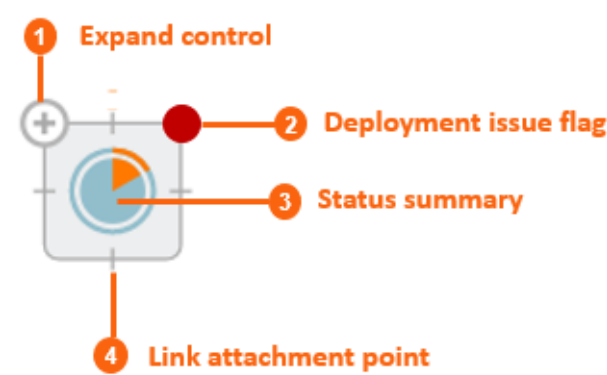 1 Expand control
2 Deployment issue flag
3 Status summary
4 Link attachment point